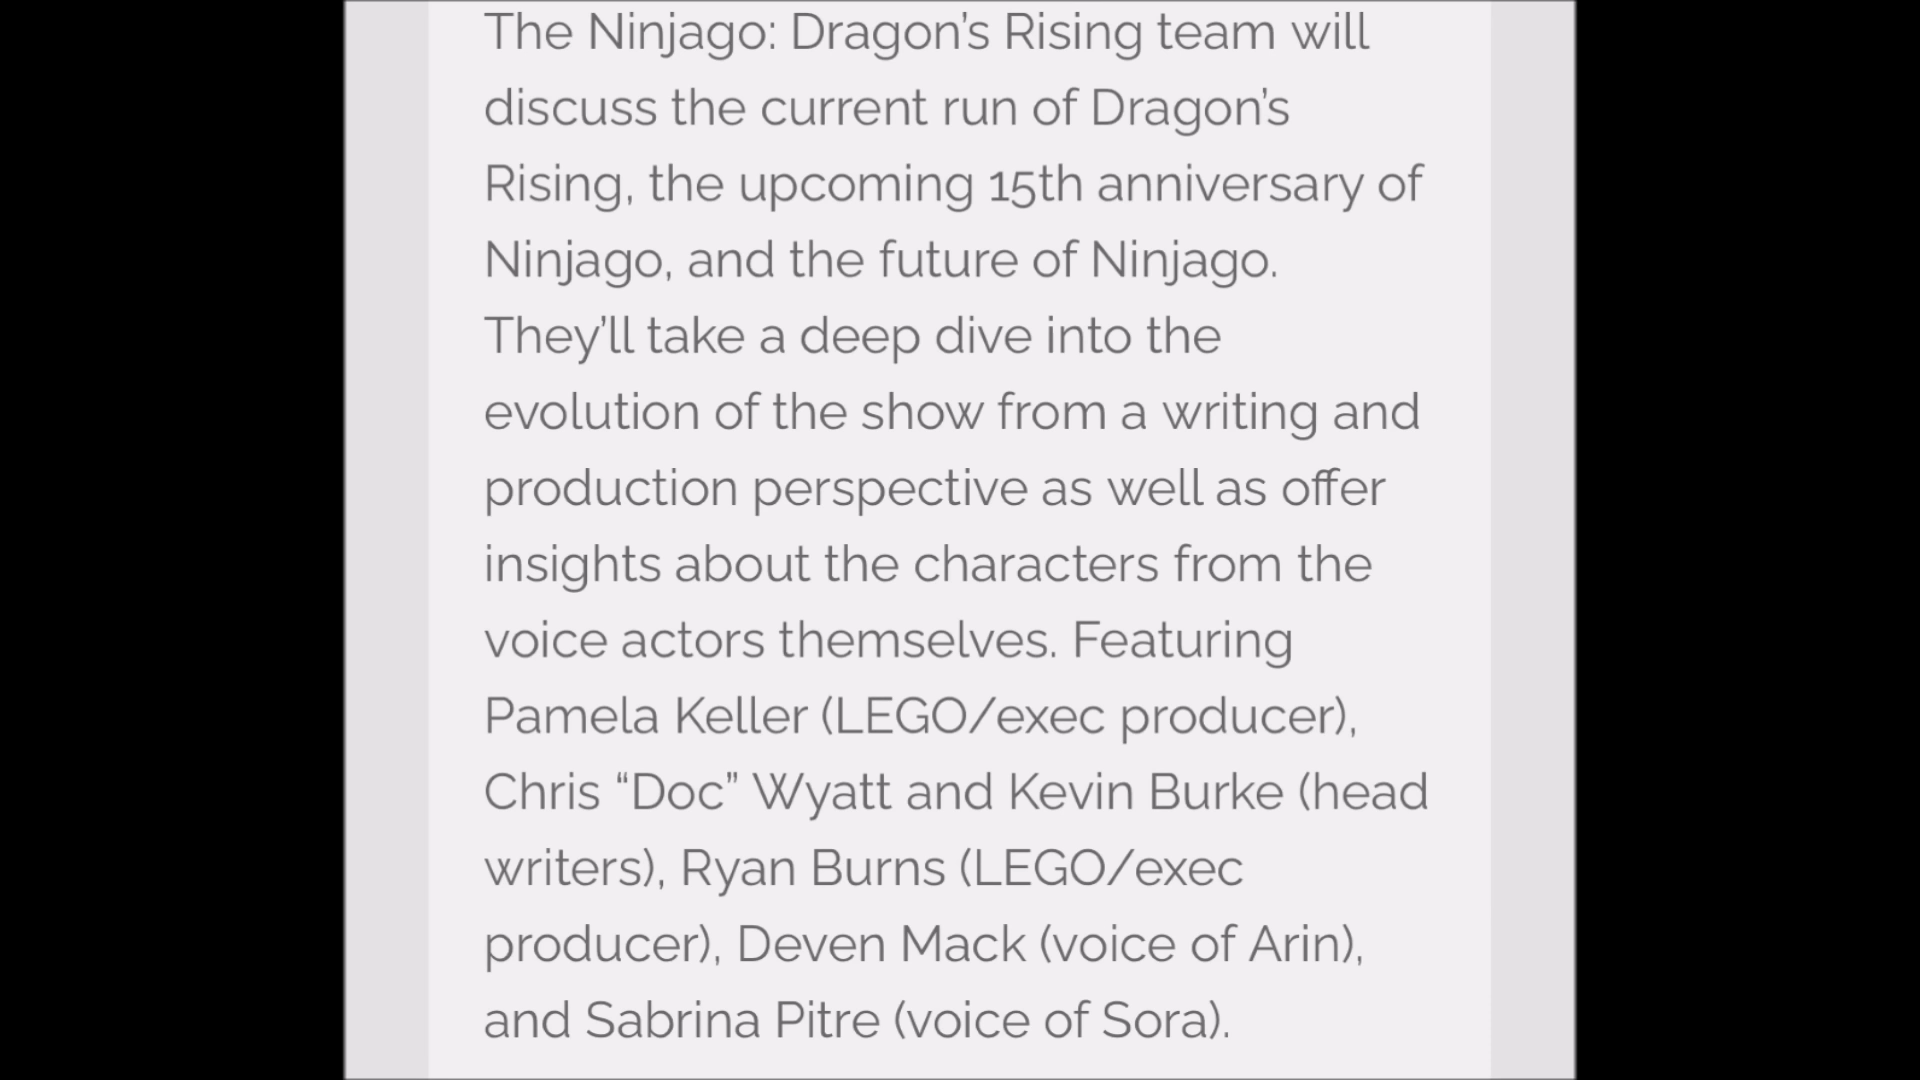 The Ninjago: Dragon’s Rising team will
discuss the current run of Dragon’s
Rising, the upcoming 15th anniversary of
Ninjago, and the future of Ninjago.
They’ll take a deep dive into the
evolution of the show from a writing and
production perspective as well as offer
insights about the characters from the
voice actors themselves. Featuring
Pamela Keller (LEGO/exec producer),
Chris “Doc” Wyatt and Kevin Burke (head
writers), Ryan Burns (LEGO/exec
producer), Deven Mack (voice of Arin),
and Sabrina Pitre (voice of Sora).